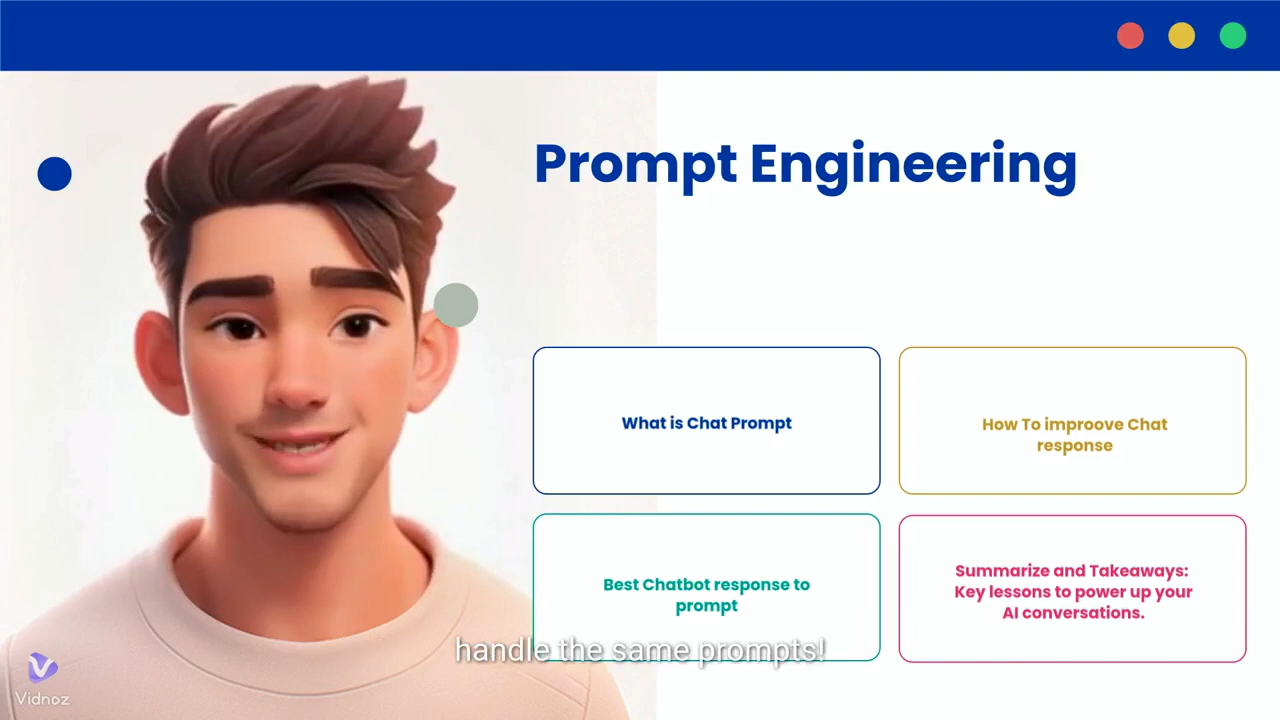 Prompt Engineering
What is Chat Prompt
How To improove Chat
response
Best Chatbot response to
prompt
Summarize and Takeaways:
Key lessons to power up your
AI conversations.
handle the same prompts!
Vidnoz